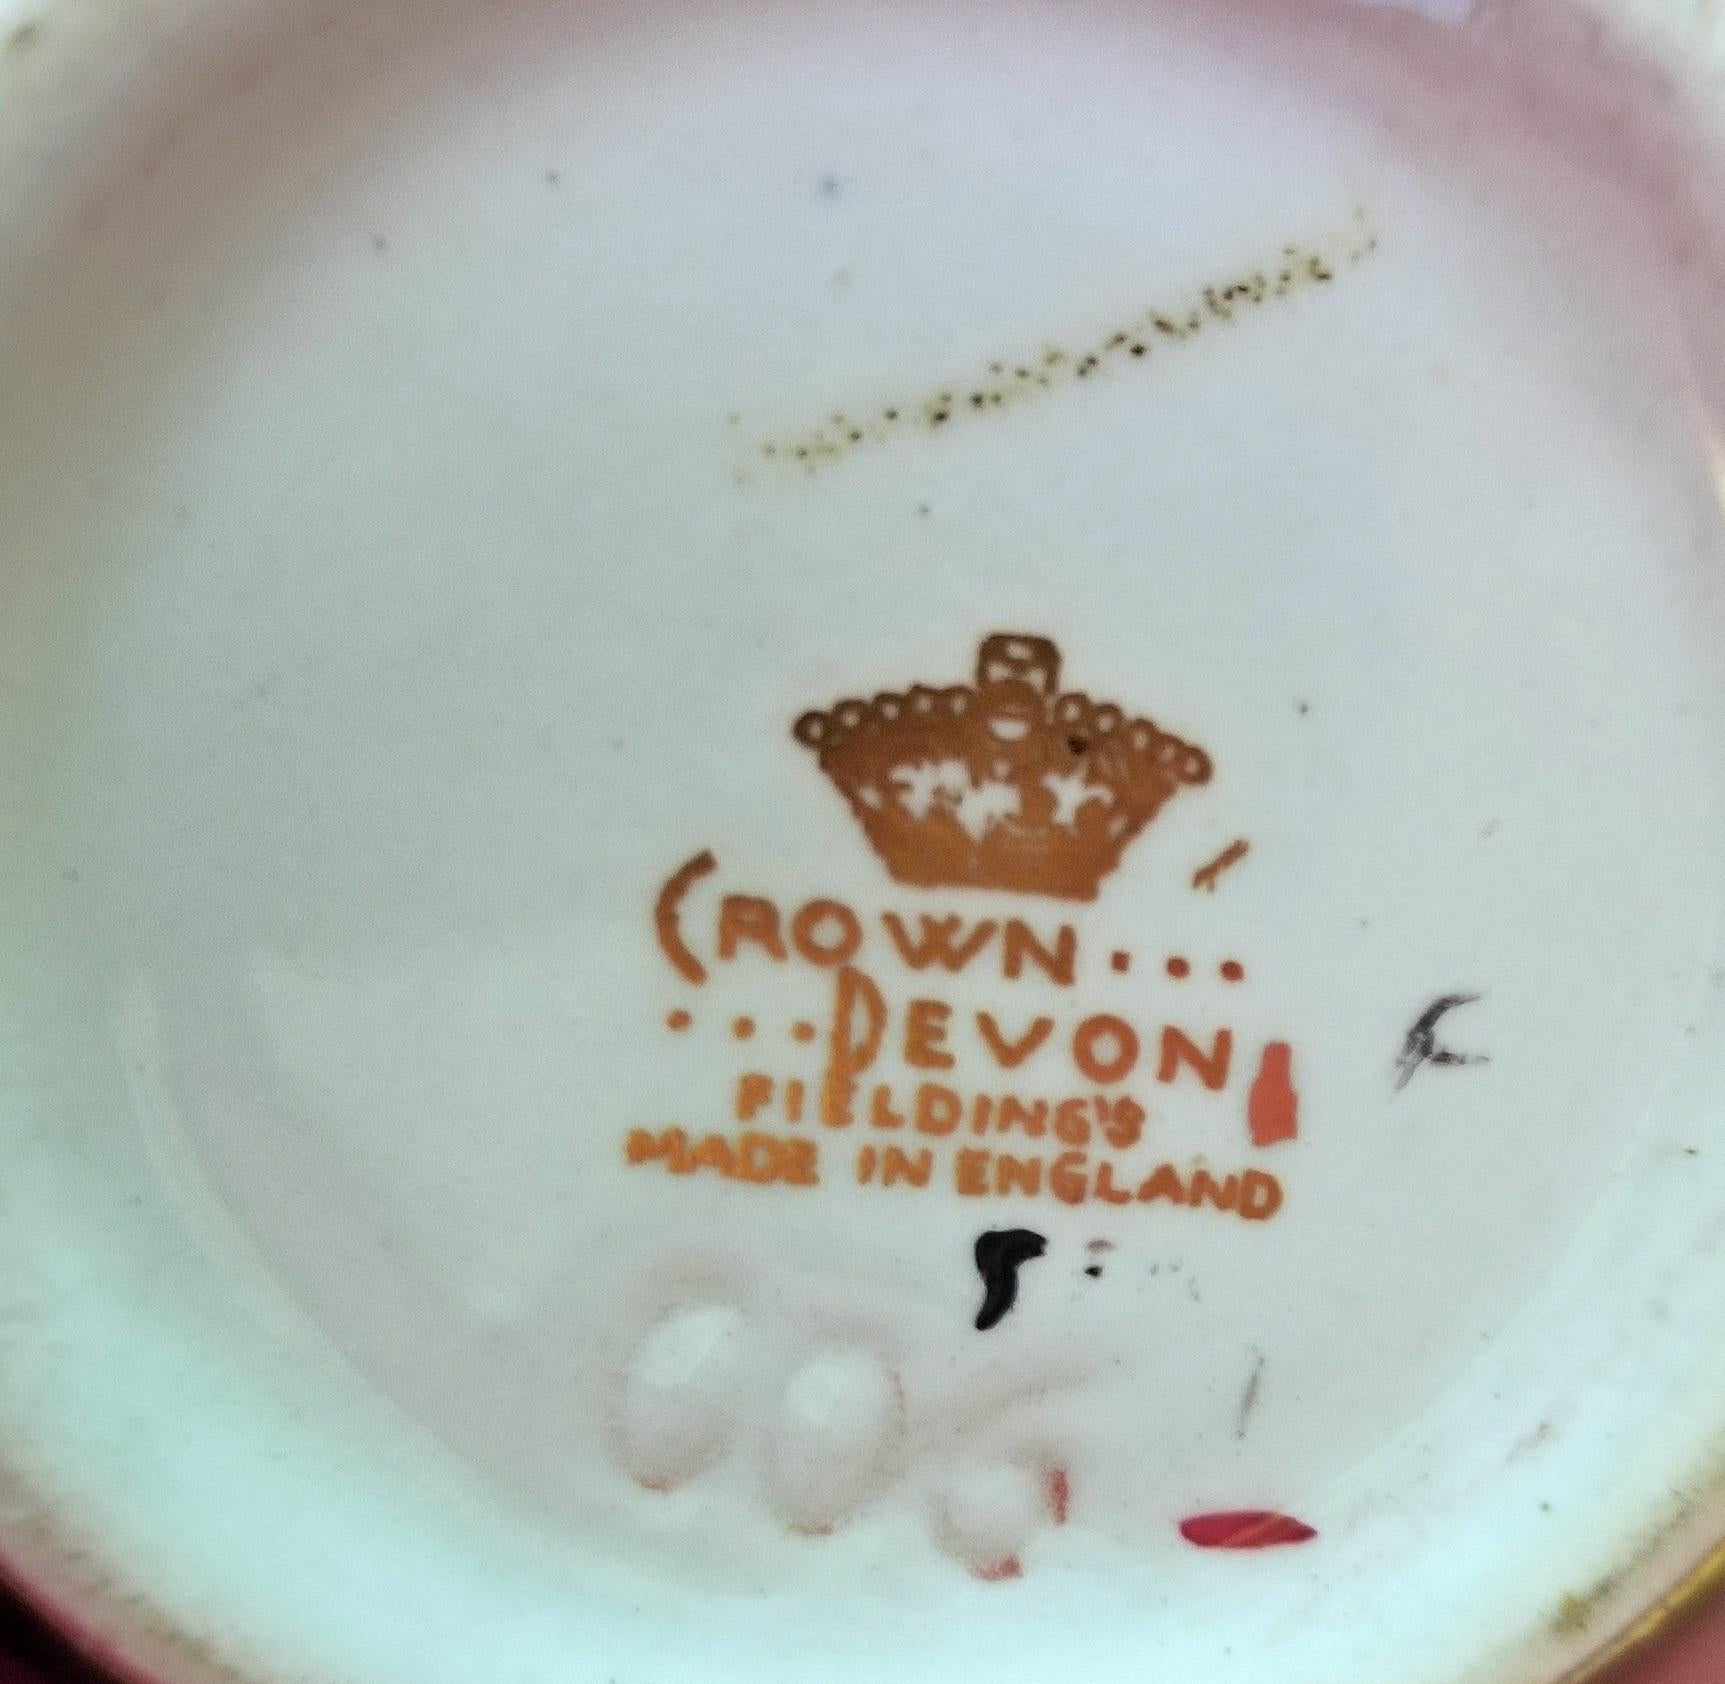 CROWN...
...DEVON
FIELDING'S
MADE IN ENGLAND